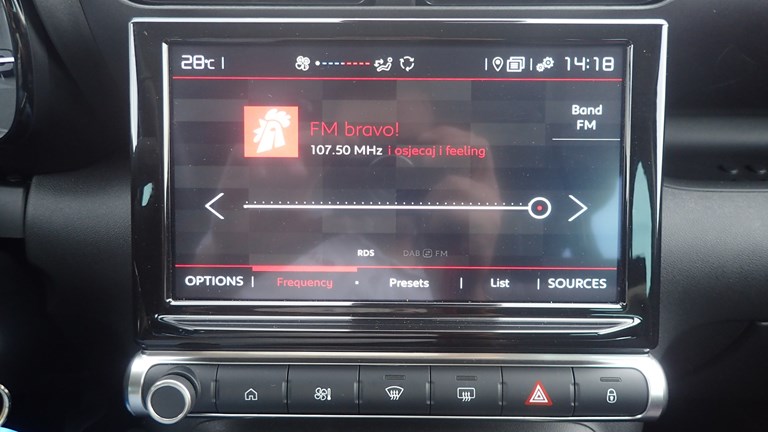 28°C
14:18
FM bravo!
107.50 MHz i osjecaj i feeling
Band
FM
RDS DAB FM
OPTIONS Frequency Presets List SOURCES